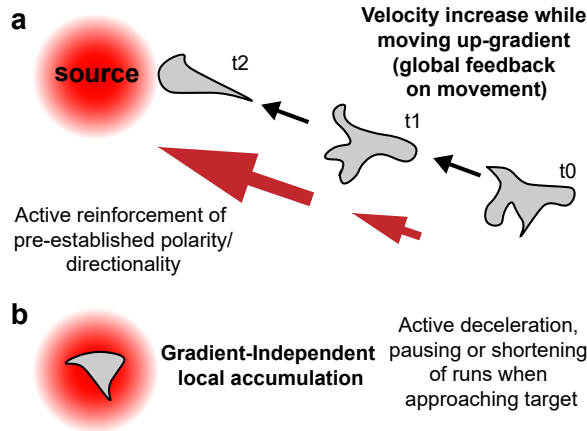 a
Velocity increase while
moving up-gradient
(global feedback
on movement)
source
t2
t1
t0
Active reinforcement of
pre-established polarity/
directionality
b
Gradient-Independent
local accumulation
Active deceleration,
pausing or shortening
of runs when
approaching target